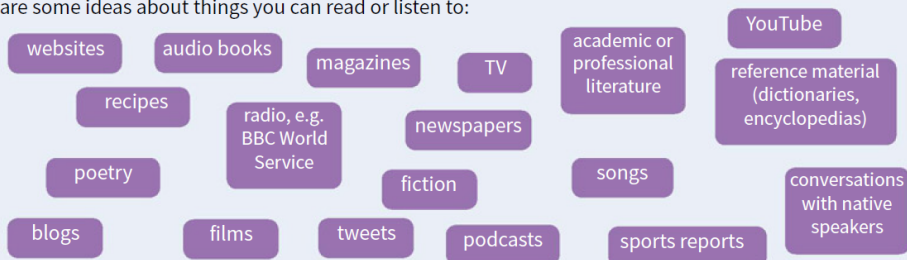 are some ideas about things you can read or listen to:
websites
audio books
magazines
TV
academic or
professional
literature
YouTube
recipes
radio, e.g.
BBC World
Service
newspapers
reference material
(dictionaries,
encyclopedias)
poetry
fiction
songs
conversations
with native
speakers
blogs
films
tweets
podcasts
sports reports